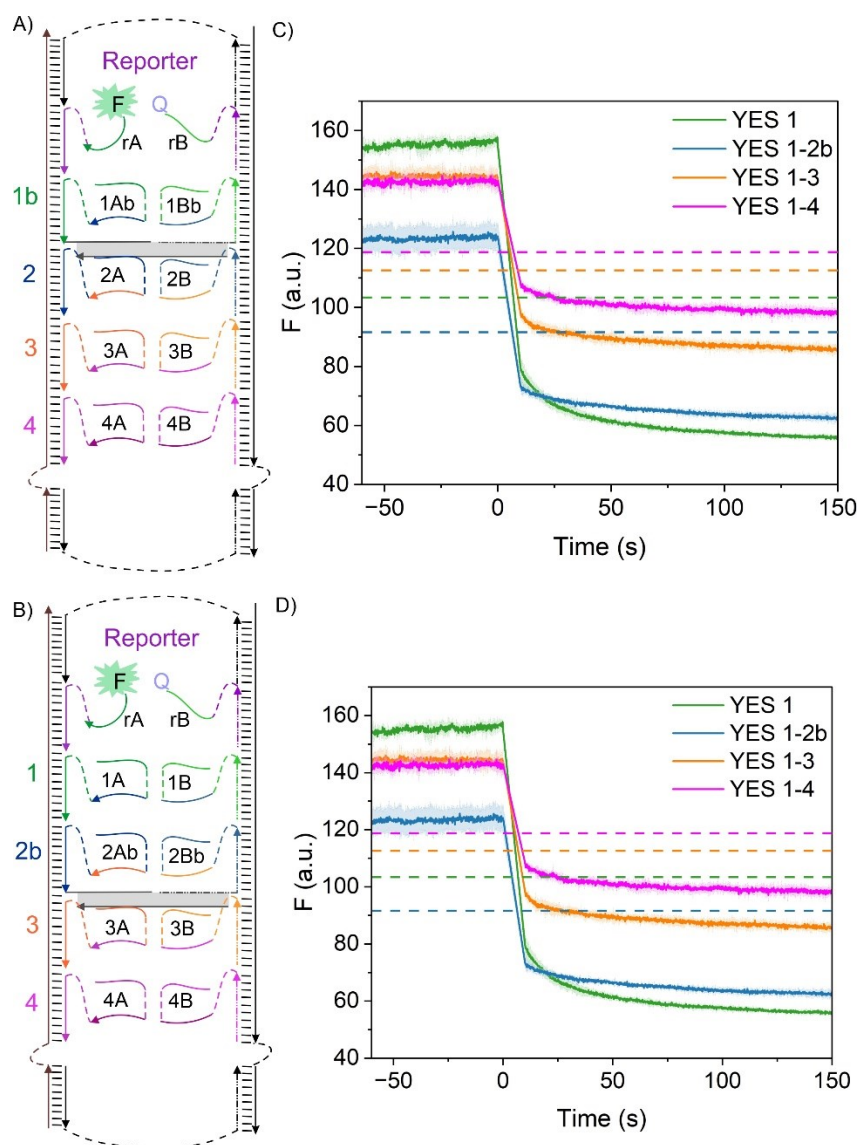 A)
Reporter
F Q
rA rB
1b 1Ab 1Bb
2 2A 2B
3 3A 3B
4 4A 4B
C)
F (a.u.)
160
140
120
100
80
60
40
−50 0 50 100 150
Time (s)
YES 1
YES 1-2b
YES 1-3
YES 1-4
B)
Reporter
F Q
rA rB
1 1A 1B
2b 2Ab 2Bb
3 3A 3B
4 4A 4B
D)
F (a.u.)
160
140
120
100
80
60
40
−50 0 50 100 150
Time (s)
YES 1
YES 1-2b
YES 1-3
YES 1-4